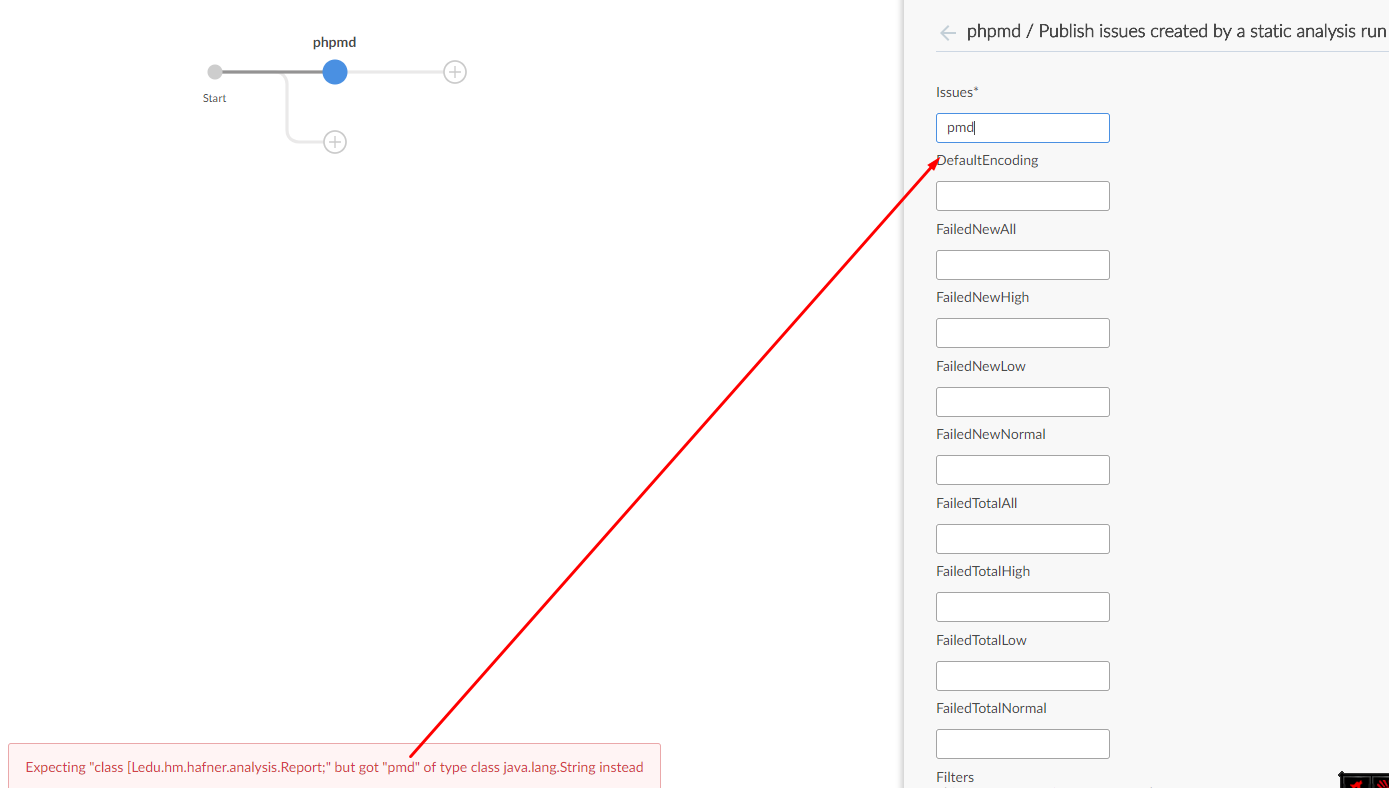 phpmd
Start
phpmd / Publish issues created by a static analysis run
Issues*
pmd
DefaultEncoding
FailedNewAll
FailedNewHigh
FailedNewLow
FailedNewNormal
FailedTotalAll
FailedTotalHigh
FailedTotalLow
FailedTotalNormal
Filters
Expecting "class [Ledu.hm.hafner.analysis.Report;" but got "pmd" of type class java.lang.String instead